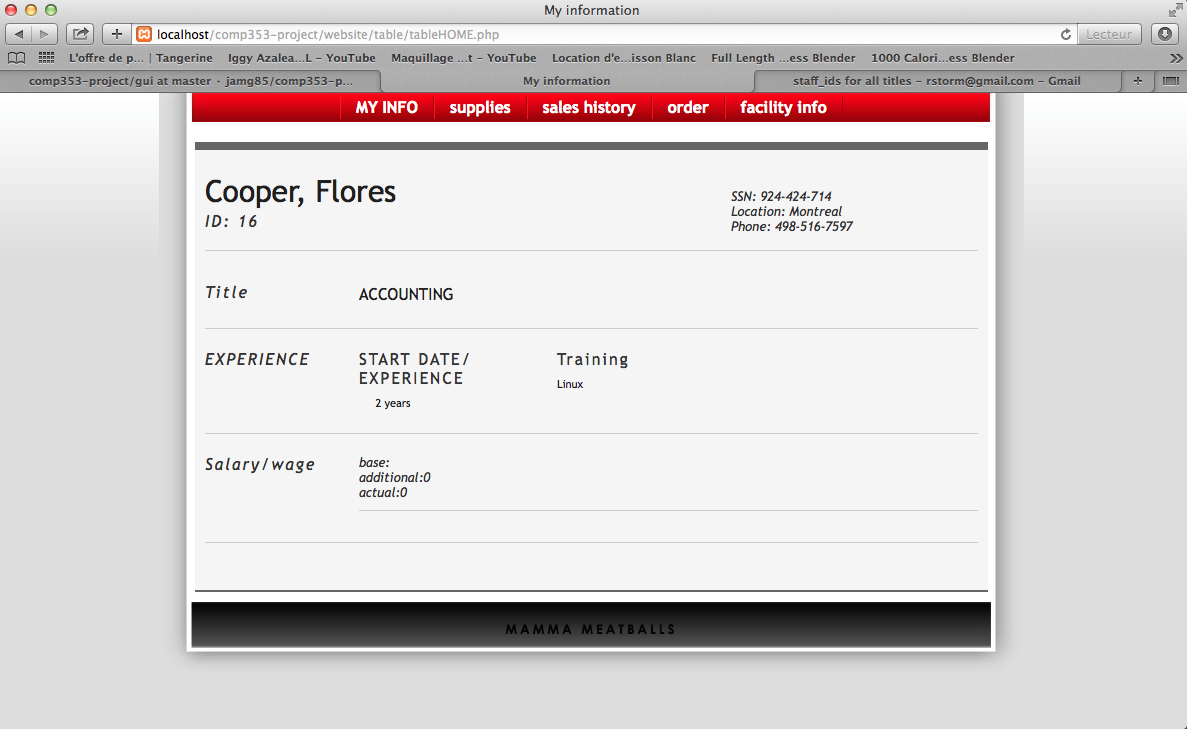 My information
localhost/comp353-project/website/table/tableHOME.php
Lecteur
L'offre de p... | Tangerine Iggy Azalea...L – YouTube Maquillage ...t – YouTube Location d'e...isson Blanc Full Length ...ess Blender 1000 Calori...ess Blender
comp353-project/gui at master · jamg85/comp353-p... My information staff_ids for all titles – rstorm@gmail.com – Gmail
MY INFO supplies sales history order facility info
Cooper, Flores
ID: 16
SSN: 924-424-714
Location: Montreal
Phone: 498-516-7597
Title
ACCOUNTING
EXPERIENCE
START DATE/
EXPERIENCE
2 years
Training
Linux
Salary/wage
base:
additional:0
actual:0
MAMMA MEATBALLS